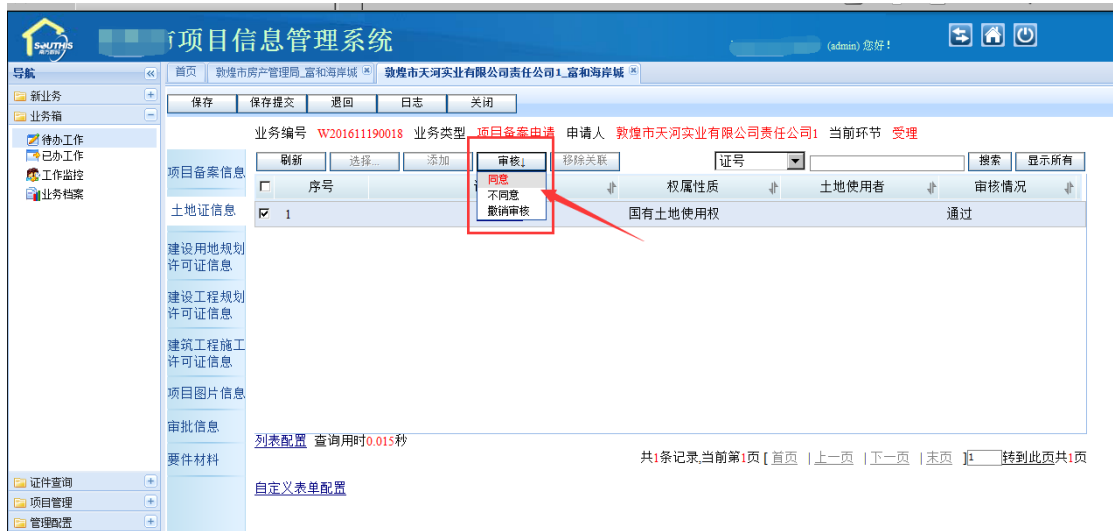 SOUTHIS
项目信息管理系统
(admin) 您好！
导航
首页 敦煌市房产管理局_富和海岸城 敦煌市天河实业有限公司责任公司1_富和海岸城
新业务
业务箱
待办工作
已办工作
工作监控
业务档案
证件查询
项目管理
管理配置
保存 保存提交 退回 日志 关闭
业务编号 W201611190018 业务类型 项目备案申请 申请人 敦煌市天河实业有限公司责任公司1 当前环节 受理
项目备案信息
土地证信息
建设用地规划
许可证信息
建设工程规划
许可证信息
建筑工程施工
许可证信息
项目图片信息
审批信息
要件材料
刷新 选择... 添加 审核↓ 移除关联 证号 搜索 显示所有
同意
不同意
撤销审核
序号 权属性质 土地使用者 审核情况
1 国有土地使用权 通过
列表配置 查询用时0.015秒
共1条记录,当前第1页 [ 首页 | 上一页 | 下一页 | 末页 ] 1 转到此页共1页
自定义表单配置